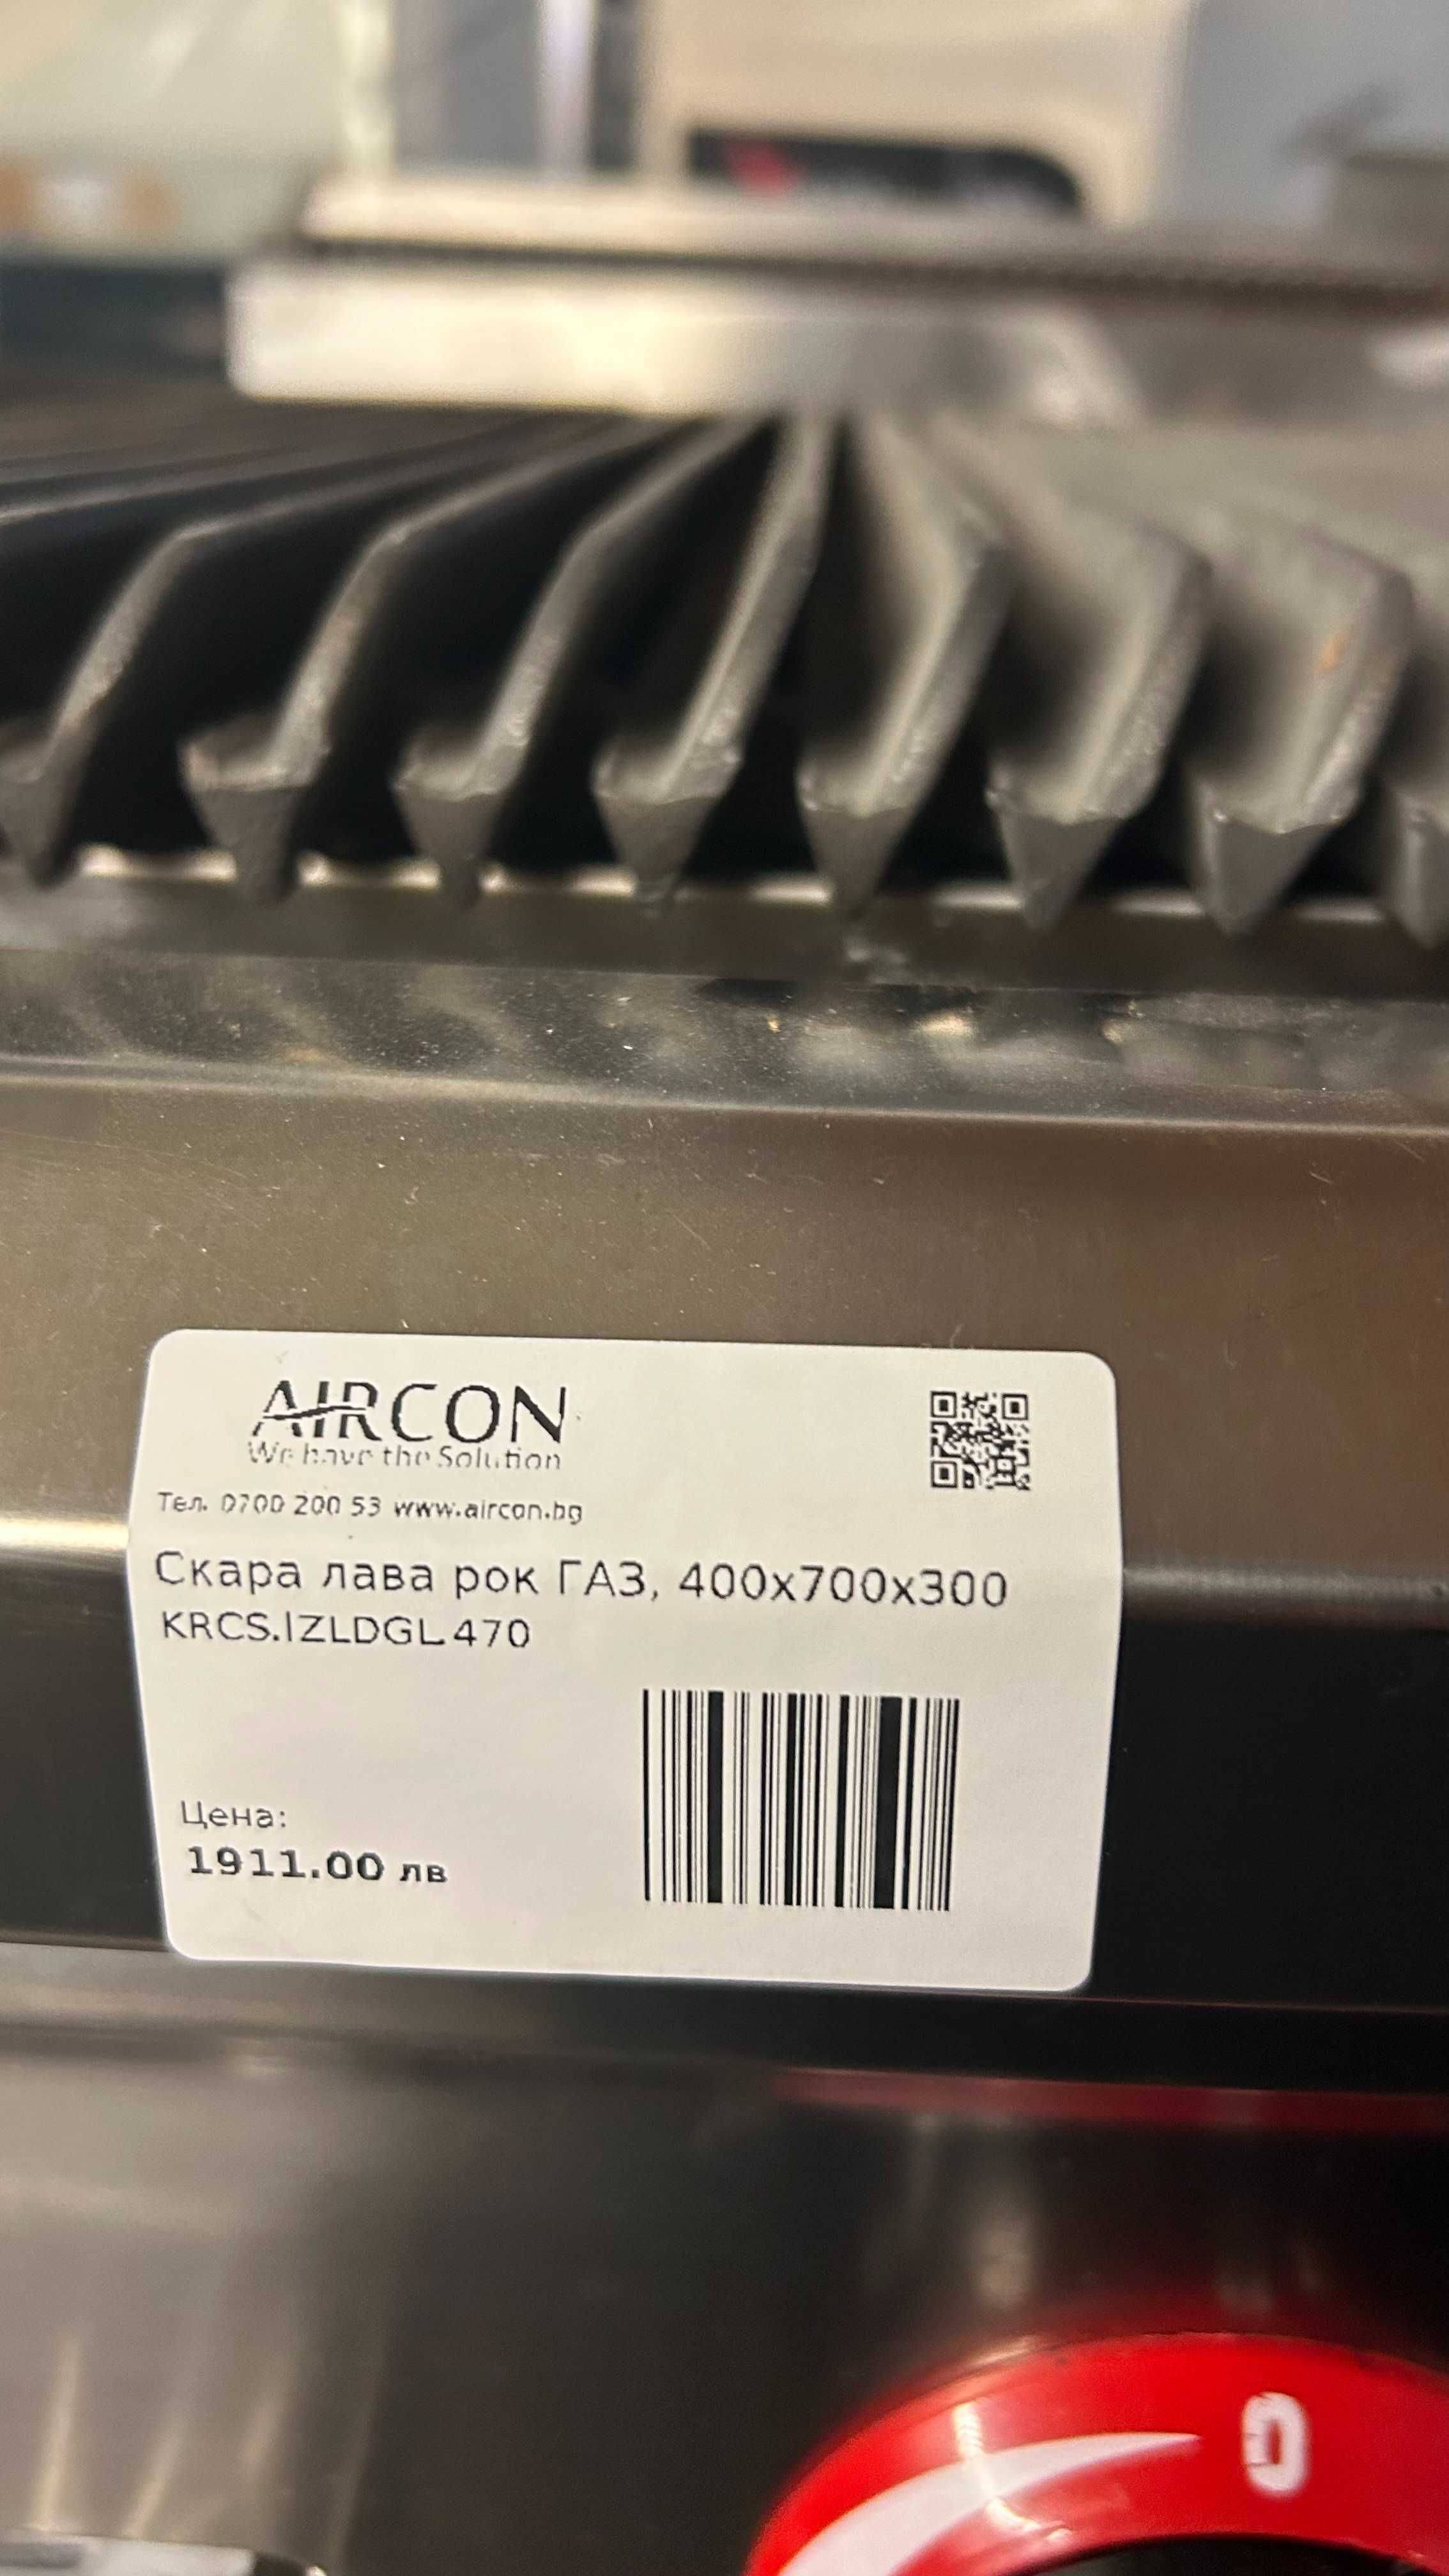 AIRCON
We have the Solution
Тел. 0700 200 53 www.aircon.bg
Скара лава рок ГАЗ, 400x700x300
KRCS.IZLDGL470
Цена:
1911.00 лв
0